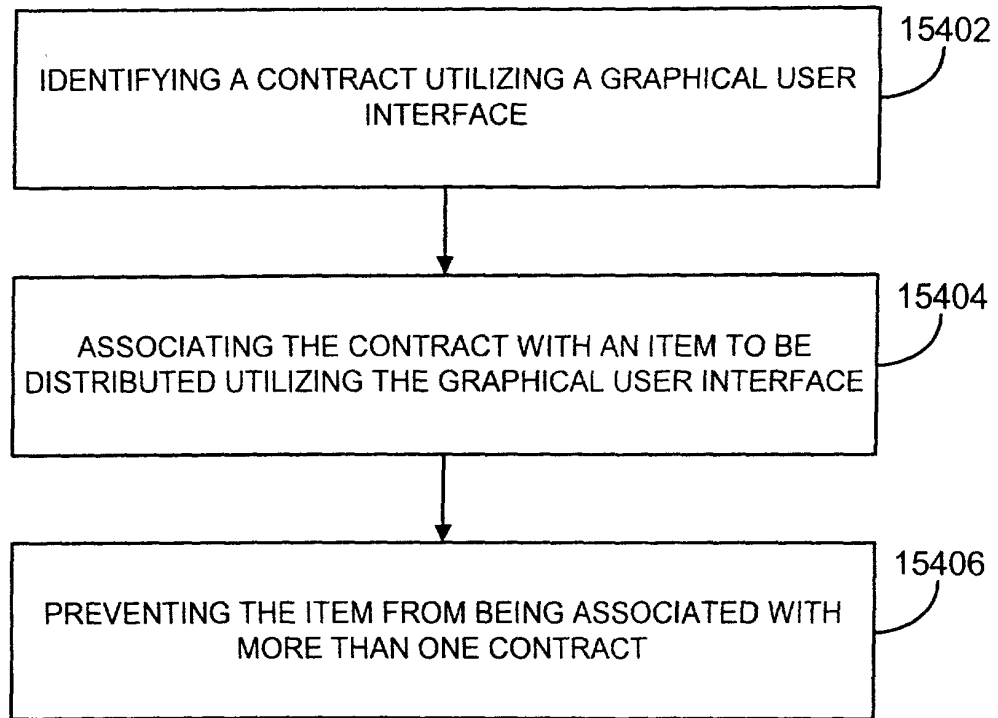 15402
IDENTIFYING A CONTRACT UTILIZING A GRAPHICAL USER
INTERFACE
15404
ASSOCIATING THE CONTRACT WITH AN ITEM TO BE
DISTRIBUTED UTILIZING THE GRAPHICAL USER INTERFACE
15406
PREVENTING THE ITEM FROM BEING ASSOCIATED WITH
MORE THAN ONE CONTRACT